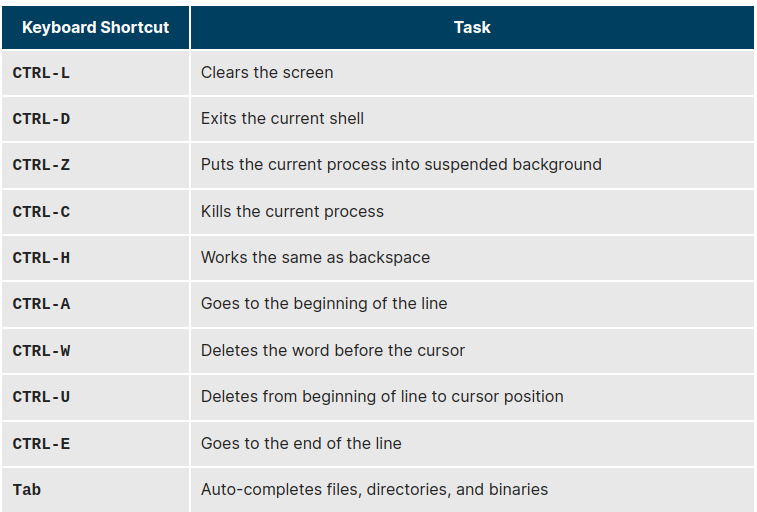 Keyboard Shortcut Task
CTRL-L Clears the screen
CTRL-D Exits the current shell
CTRL-Z Puts the current process into suspended background
CTRL-C Kills the current process
CTRL-H Works the same as backspace
CTRL-A Goes to the beginning of the line
CTRL-W Deletes the word before the cursor
CTRL-U Deletes from beginning of line to cursor position
CTRL-E Goes to the end of the line
Tab Auto-completes files, directories, and binaries